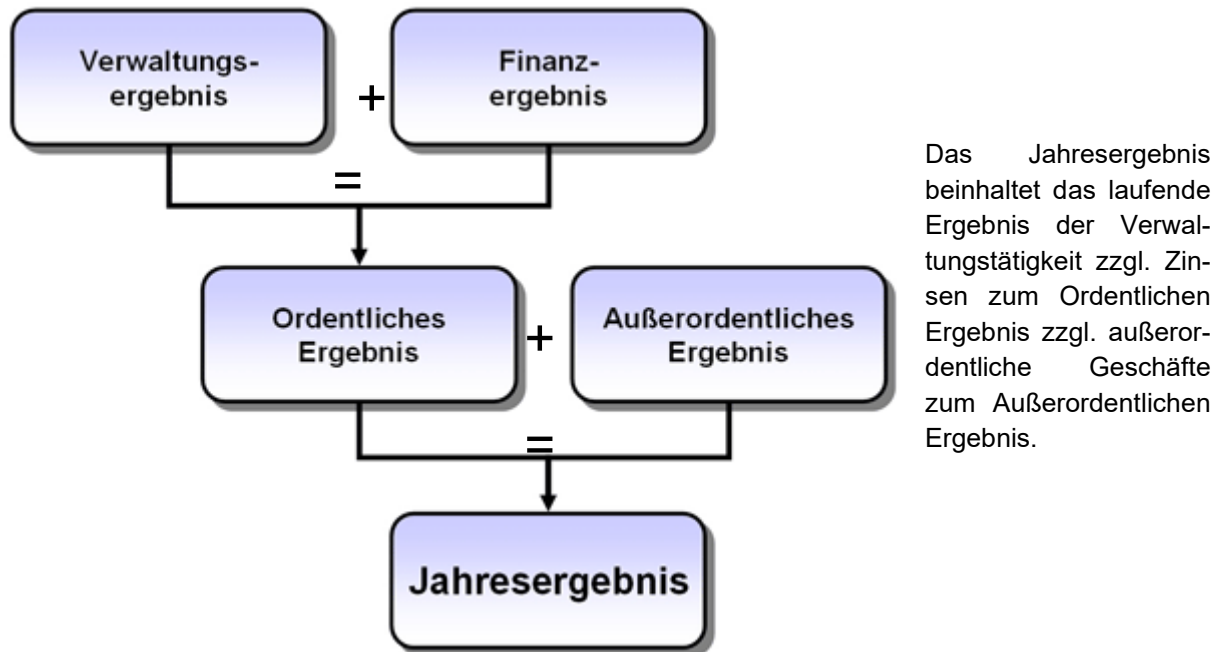 Verwaltungs-
ergebnis
+
Finanz-
ergebnis
=
Ordentliches
Ergebnis
+
Außerordentliches
Ergebnis
=
Jahresergebnis
Das Jahresergebnis
beinhaltet das laufende
Ergebnis der Verwal-
tungstätigkeit zzgl. Zin-
sen zum Ordentlichen
Ergebnis zzgl. außeror-
dentliche Geschäfte
zum Außerordentlichen
Ergebnis.